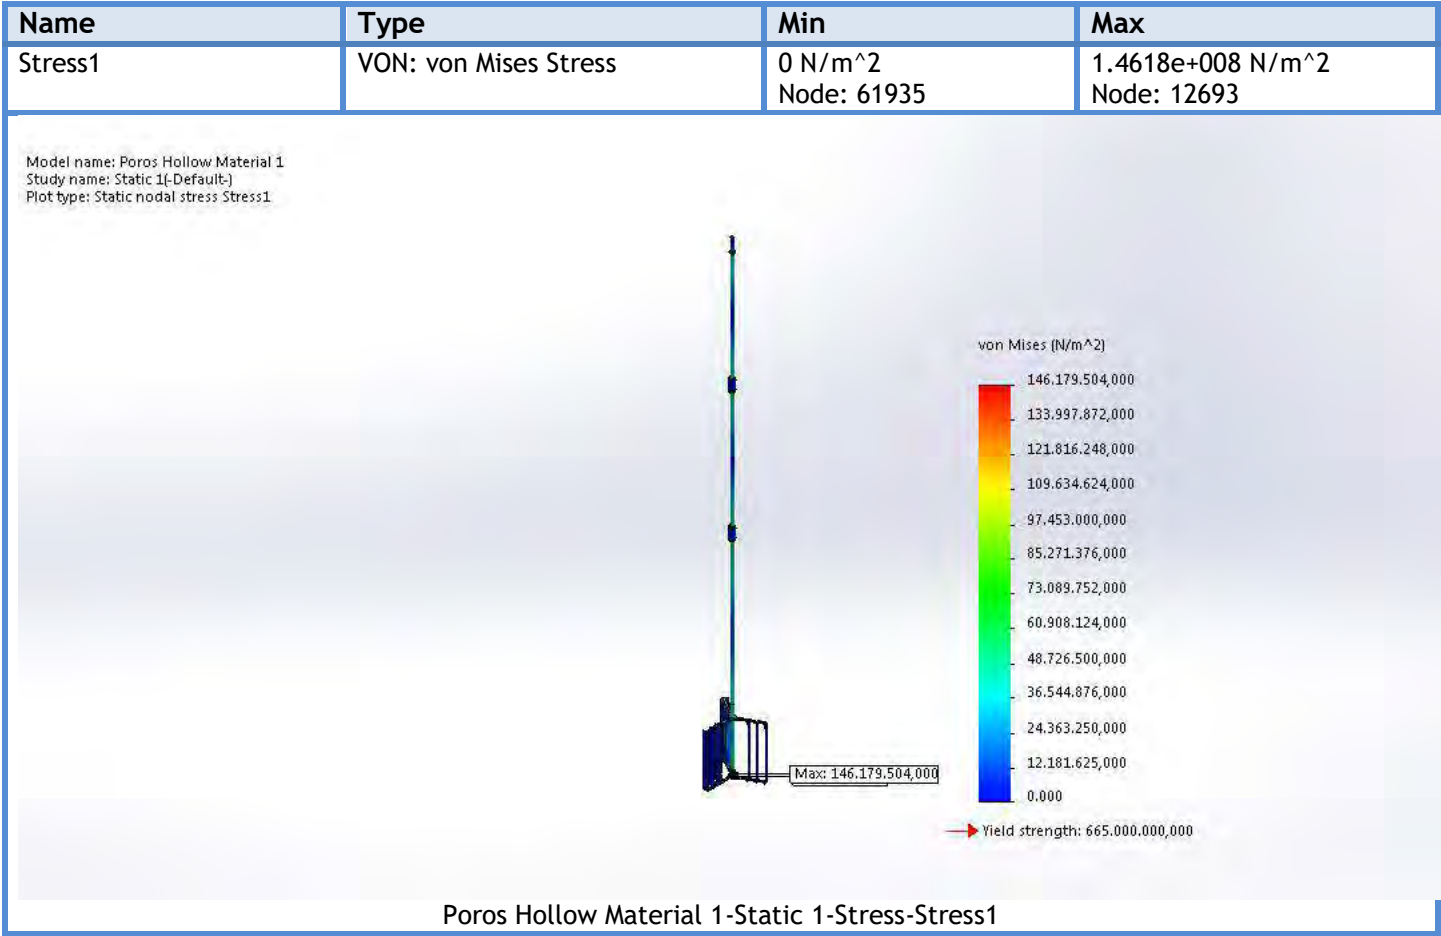 Name Type Min Max
Stress1 VON: von Mises Stress 0 N/m^2 1.4618e+008 N/m^2
Node: 61935 Node: 12693
Model name: Poros Hollow Material 1
Study name: Static 1(-Default-)
Plot type: Static nodal stress Stress1
von Mises (N/m^2)
146.179.504,000
133.997.872,000
121.816.248,000
109.634.624,000
97.453.000,000
85.271.376,000
73.089.752,000
60.908.124,000
48.726.500,000
36.544.876,000
24.363.250,000
12.181.625,000
0.000
Max: 146.179.504,000
Yield strength: 665.000.000,000
Poros Hollow Material 1-Static 1-Stress-Stress1